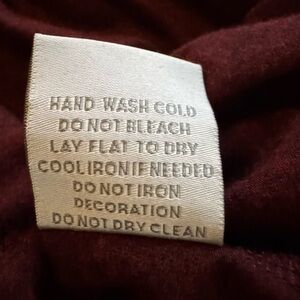 HAND WASH COLD
DO NOT BLEACH
LAY FLAT TO DRY
COOL IRON IF NEEDED
DO NOT IRON
DECORATION
DO NOT DRY CLEAN